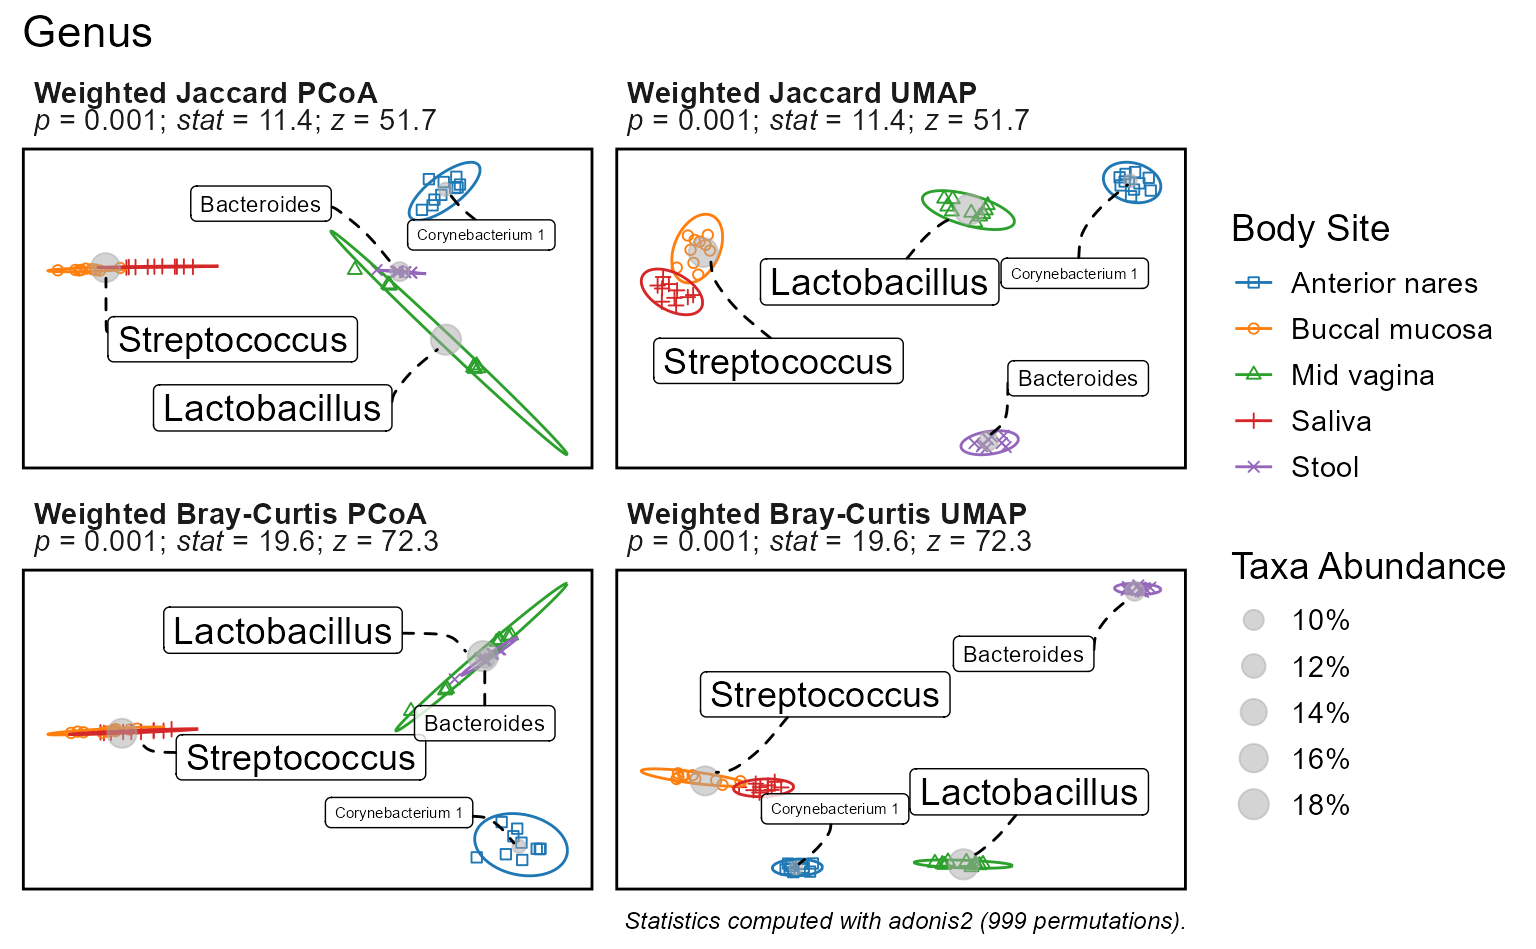 Genus
Weighted Jaccard PCoA
p = 0.001; stat = 11.4; z = 51.7
Bacteroides
Corynebacterium 1
Streptococcus
Lactobacillus
Weighted Jaccard UMAP
p = 0.001; stat = 11.4; z = 51.7
Lactobacillus
Corynebacterium 1
Streptococcus
Bacteroides
Weighted Bray-Curtis PCoA
p = 0.001; stat = 19.6; z = 72.3
Lactobacillus
Bacteroides
Streptococcus
Corynebacterium 1
Weighted Bray-Curtis UMAP
p = 0.001; stat = 19.6; z = 72.3
Bacteroides
Streptococcus
Lactobacillus
Corynebacterium 1
Body Site
Anterior nares
Buccal mucosa
Mid vagina
Saliva
Stool
Taxa Abundance
10%
12%
14%
16%
18%
Statistics computed with adonis2 (999 permutations).